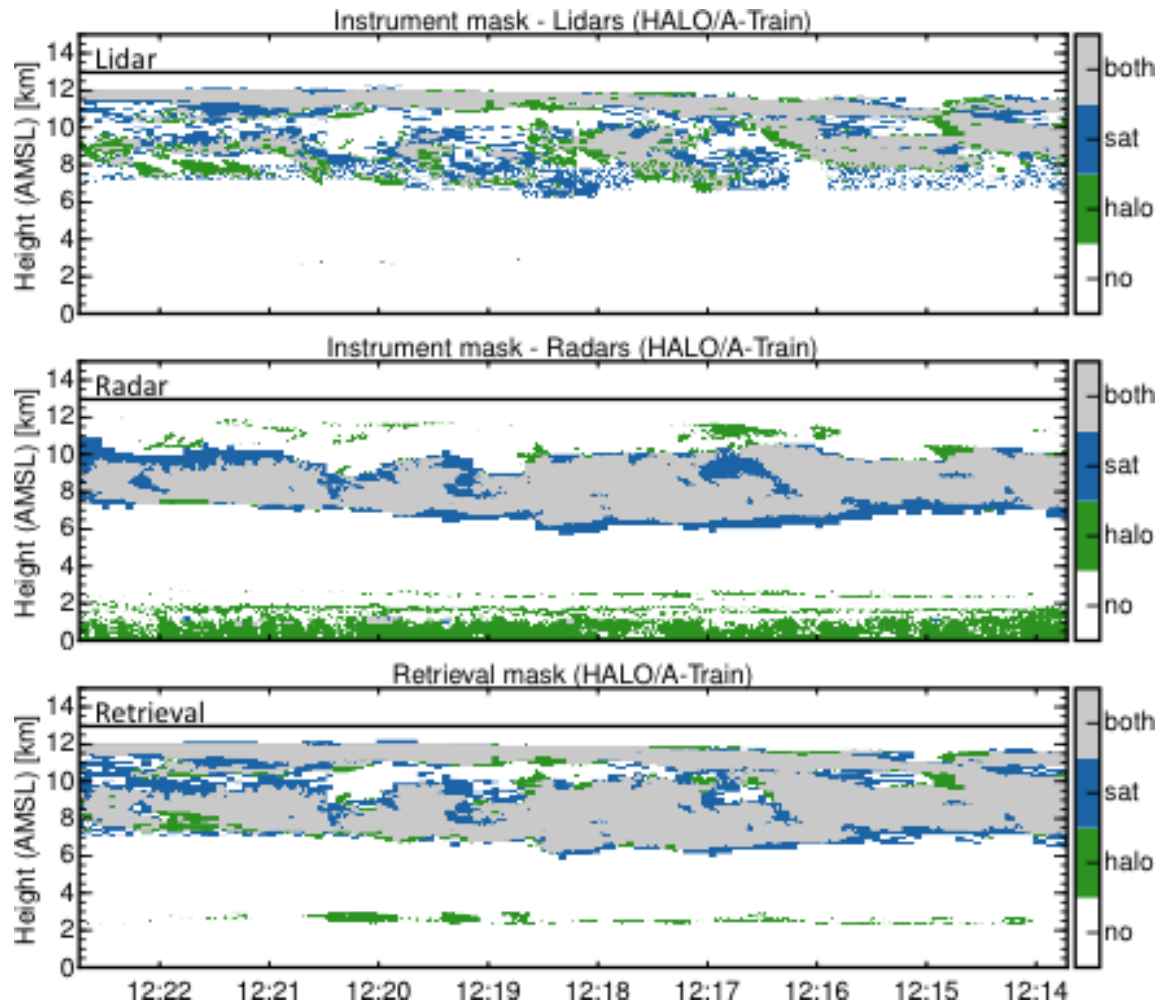 Instrument mask - Lidars (HALO/A-Train)
Lidar
Height (AMSL) [km]
14
12
10
8
6
4
2
0
both
sat
halo
no
Instrument mask - Radars (HALO/A-Train)
Radar
Height (AMSL) [km]
14
12
10
8
6
4
2
0
both
sat
halo
no
Retrieval mask (HALO/A-Train)
Retrieval
Height (AMSL) [km]
14
12
10
8
6
4
2
0
both
sat
halo
no
12:22 12:21 12:20 12:19 12:18 12:17 12:16 12:15 12:14